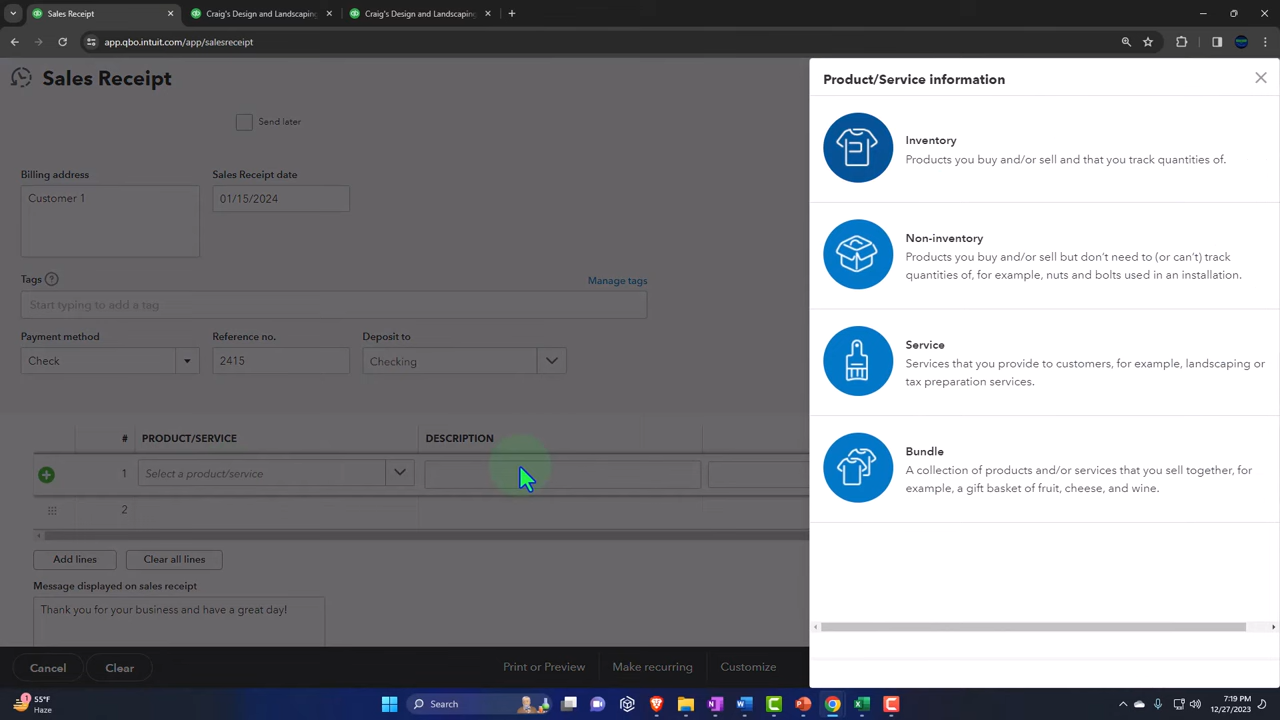 Sales Receipt
Craig's Design and Landscaping
Craig's Design and Landscaping
app.qbo.intuit.com/app/salesreceipt
Sales Receipt
Send later
Billing address
Sales Receipt date
Customer 1
01/15/2024
Tags
Manage tags
Start typing to add a tag
Payment method
Reference no.
Deposit to
Check
2415
Checking
# PRODUCT/SERVICE DESCRIPTION
1 Select a product/service
2
Add lines
Clear all lines
Message displayed on sales receipt
Thank you for your business and have a great day!
Cancel
Clear
Print or Preview
Make recurring
Customize
Product/Service information
Inventory
Products you buy and/or sell and that you track quantities of.
Non-inventory
Products you buy and/or sell but don't need to (or can't) track
quantities of, for example, nuts and bolts used in an installation.
Service
Services that you provide to customers, for example, landscaping or
tax preparation services.
Bundle
A collection of products and/or services that you sell together, for
example, a gift basket of fruit, cheese, and wine.
1
55°F
Haze
Search
7:19 PM
12/27/2023